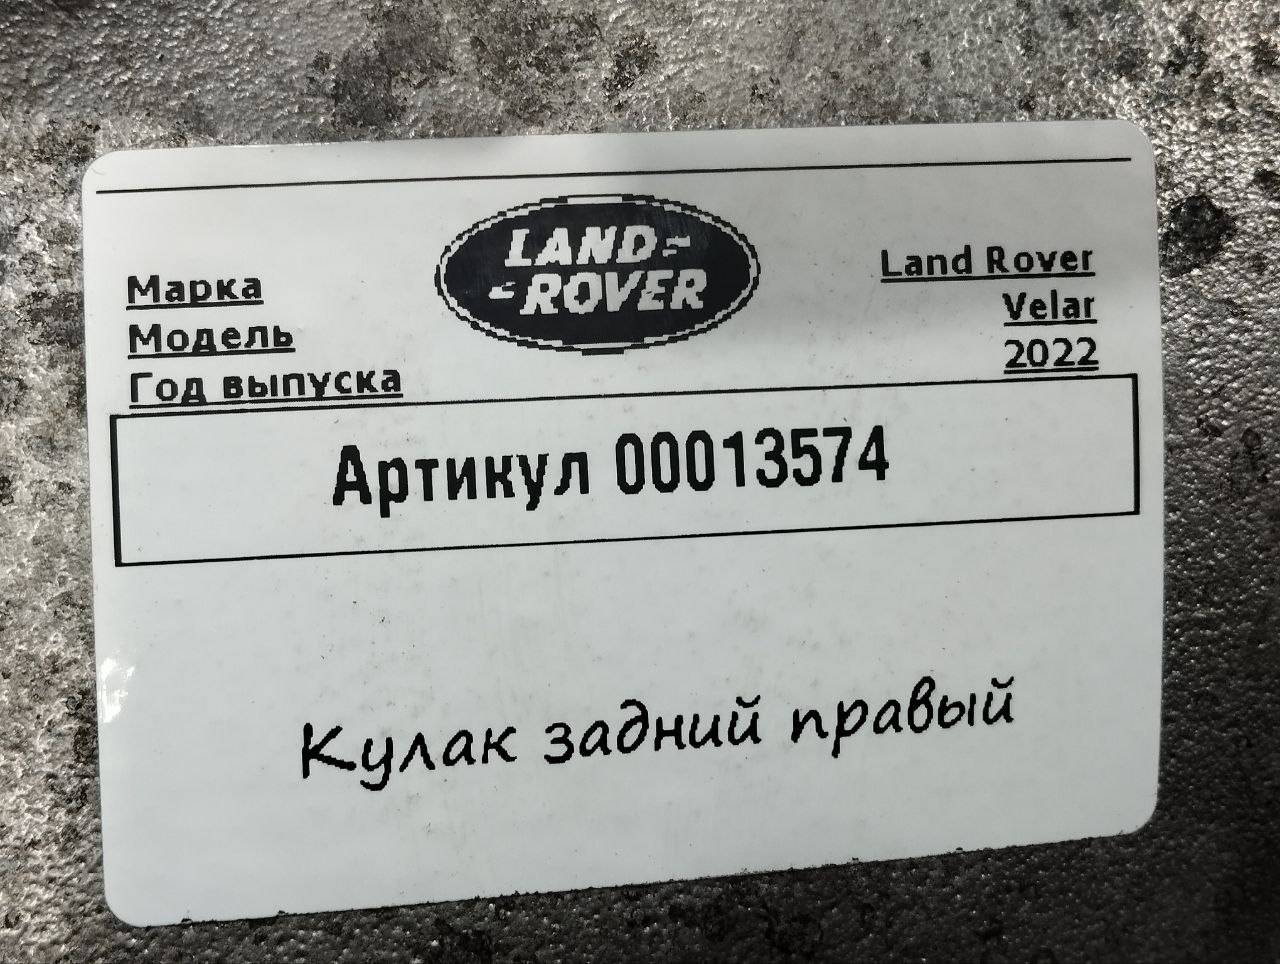 LAND-
-ROVER
Марка Land Rover
Модель Velar
Год выпуска 2022
Артикул 00013574
Кулак задний правый